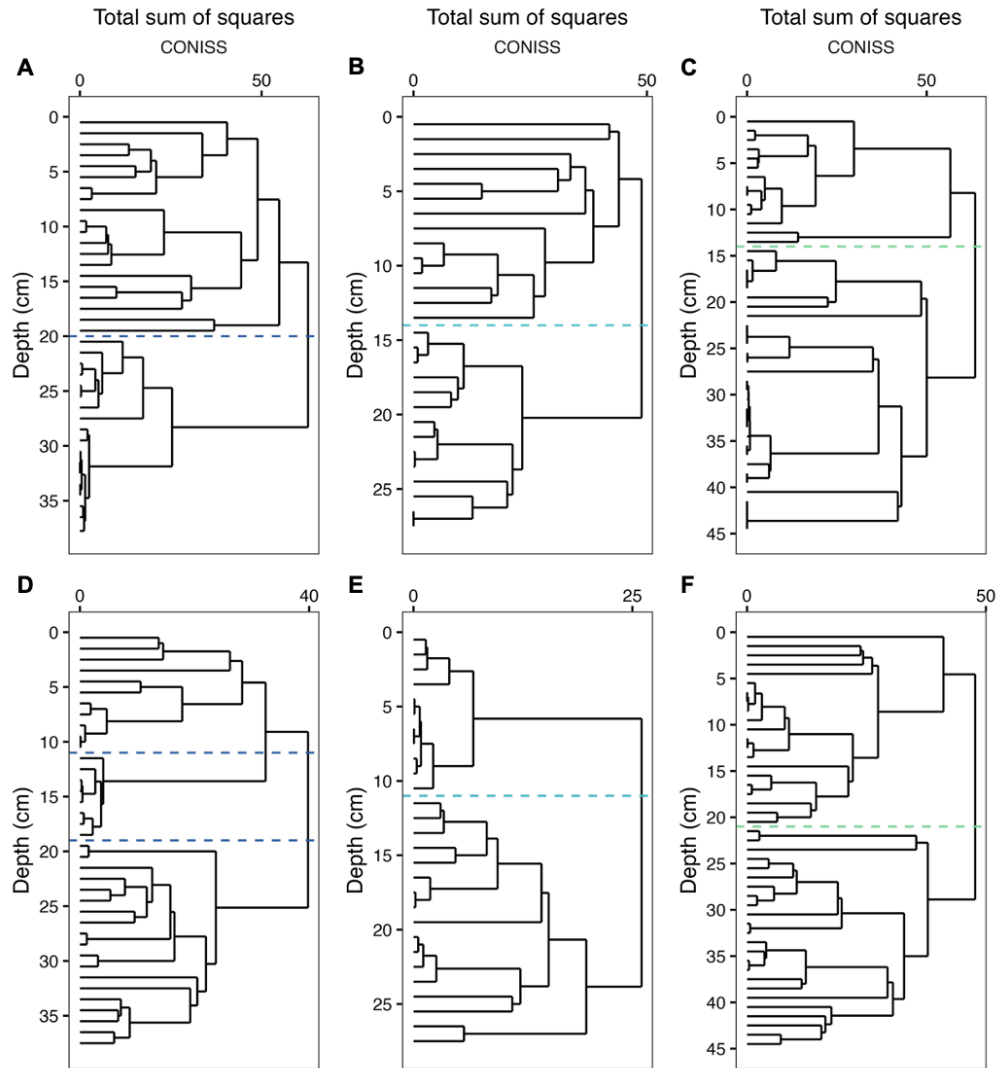 Total sum of squares Total sum of squares Total sum of squares
CONISS CONISS CONISS
A 0 50
B 0 50
C 0 50
Depth (cm) 0 5 10 15 20 25 30 35
Depth (cm) 0 5 10 15 20 25
Depth (cm) 0 5 10 15 20 25 30 35 40 45
D 0 40
E 0 25
F 0 50
Depth (cm) 0 5 10 15 20 25 30 35
Depth (cm) 0 5 10 15 20 25
Depth (cm) 0 5 10 15 20 25 30 35 40 45